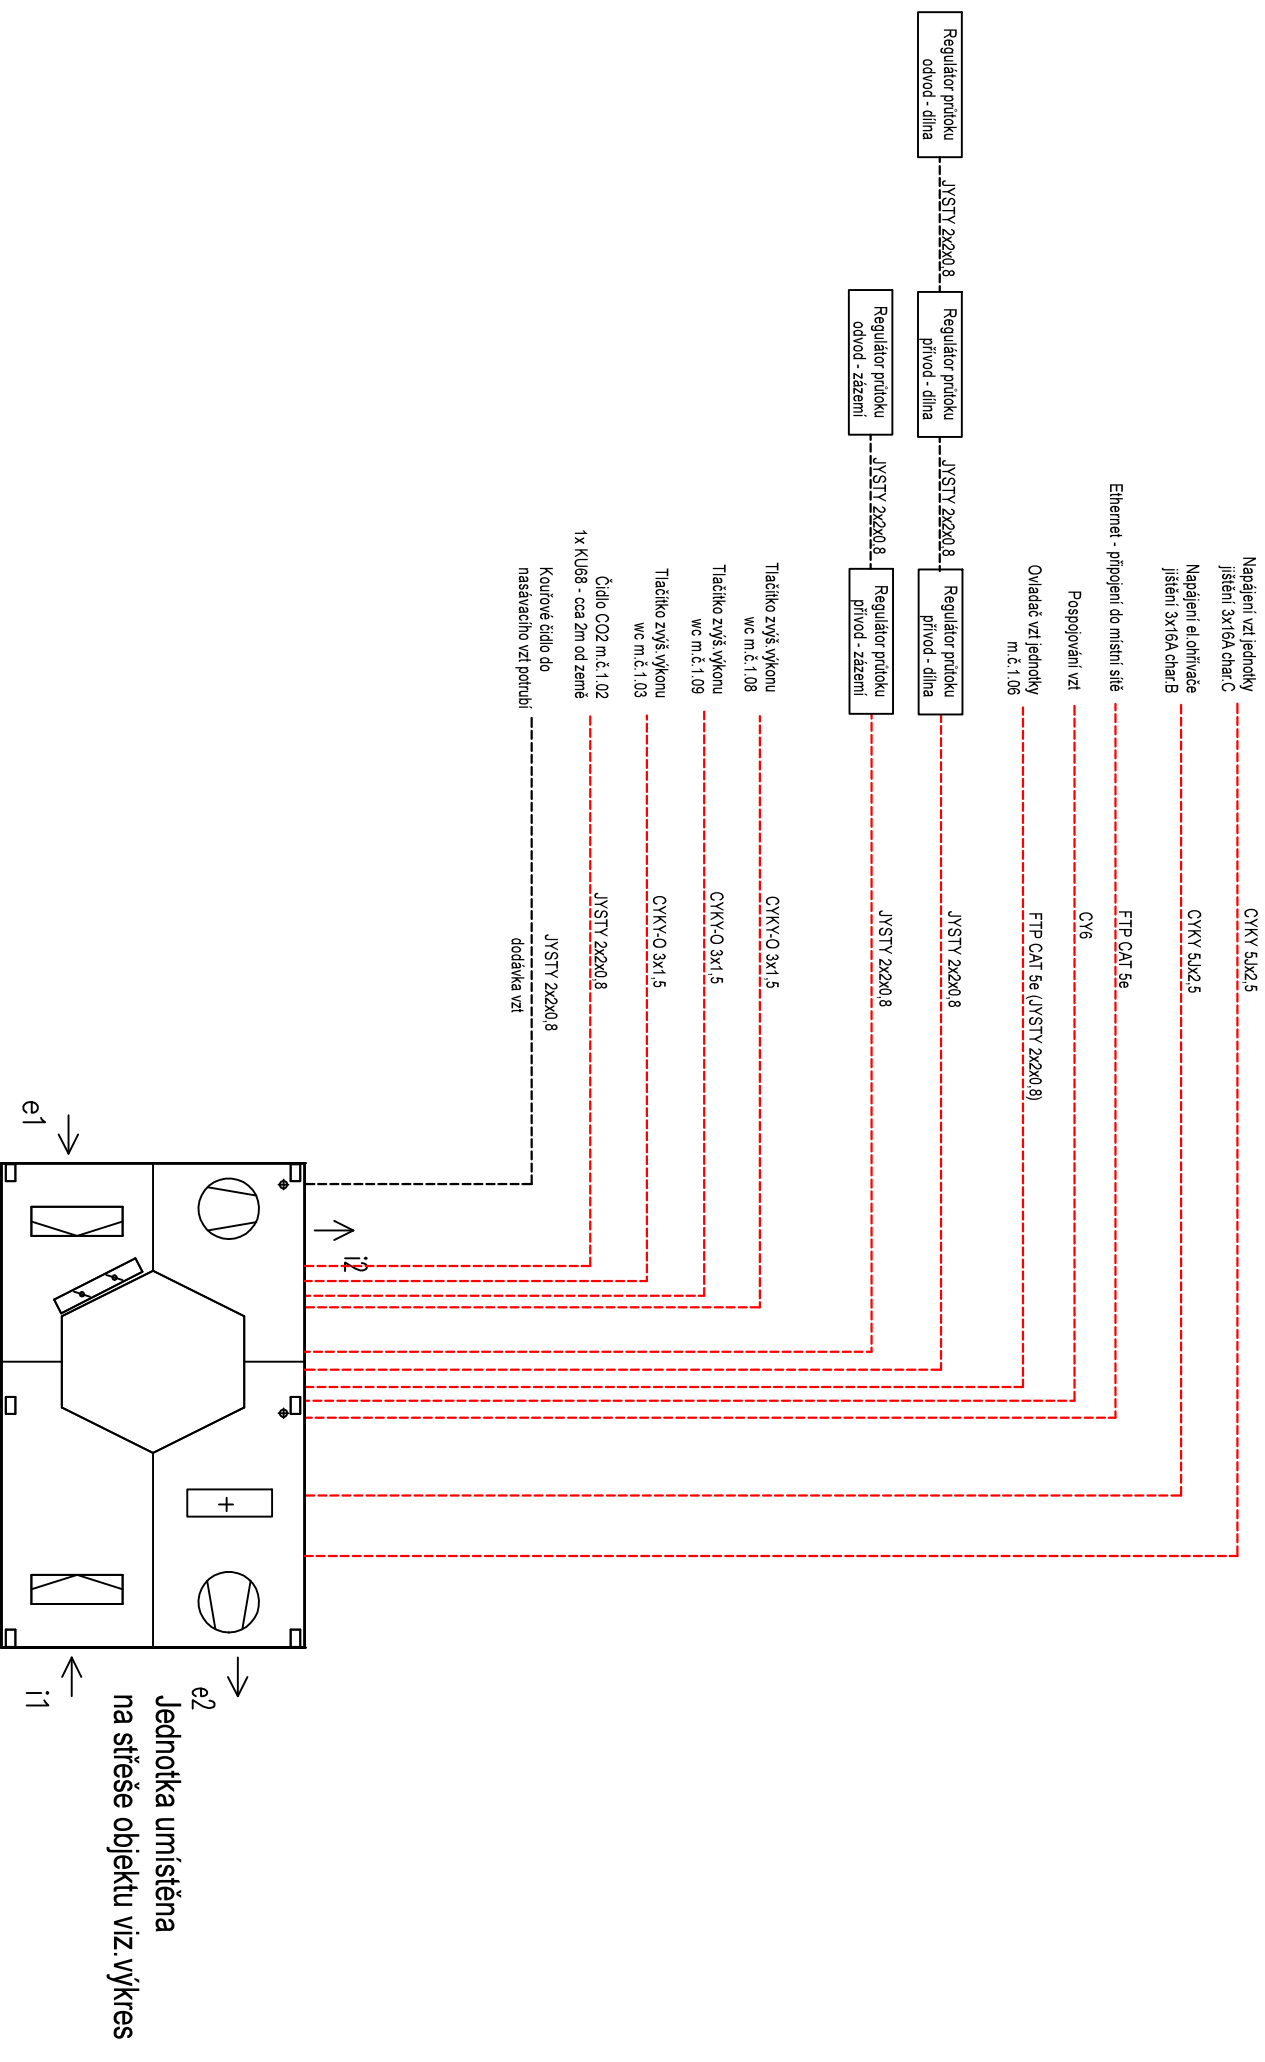 Napájení vzt jednotky
jištění 3x16A char.C
CYKY 5Jx2,5
Napájení el.ohřívače
jištění 3x16A char.B
CYKY 5Jx2,5
Ethernet - připojení do místní sítě
FTP CAT 5e
Pospojování vzt
CY6
Ovladač vzt jednotky
m.č.1.06
FTP CAT 5e (JYSTY 2x2x0,8)
Regulátor průtoku
odvod - dílna
JYSTY 2x2x0,8
Regulátor průtoku
přívod - dílna
JYSTY 2x2x0,8
Regulátor průtoku
přívod - dílna
JYSTY 2x2x0,8
Regulátor průtoku
odvod - zázemí
JYSTY 2x2x0,8
Regulátor průtoku
přívod - zázemí
JYSTY 2x2x0,8
Tlačítko zvýš.výkonu
wc m.č.1.08
CYKY-O 3x1,5
Tlačítko zvýš.výkonu
wc m.č.1.09
CYKY-O 3x1,5
Tlačítko zvýš.výkonu
wc m.č.1.03
CYKY-O 3x1,5
Čidlo CO2 m.č.1.02
1x KU68 - cca 2m od země
JYSTY 2x2x0,8
Kouřové čidlo do
nasávacího vzt potrubí
JYSTY 2x2x0,8
dodávka vzt
i2
e1
e2
i1
+
Jednotka umístěna
na střeše objektu viz.výkres